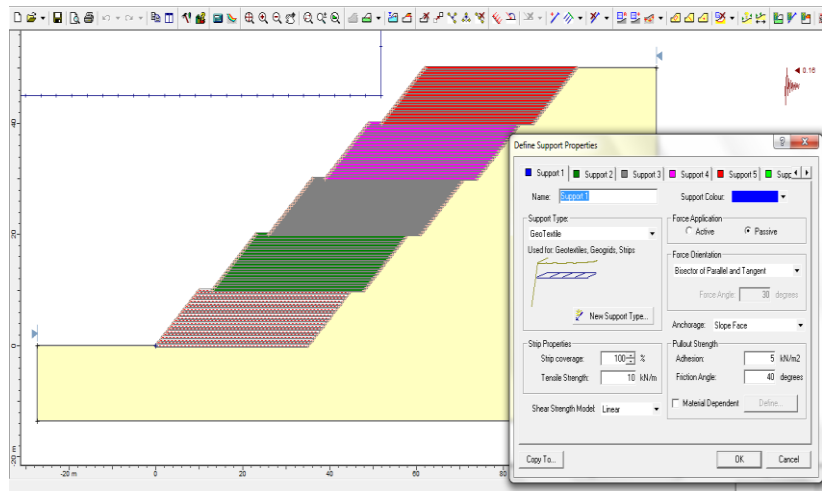 0.16
40
20
0
-20 m
-20 m
0
20
40
60
80
Define Support Properties
Support 1
Support 2
Support 3
Support 4
Support 5
Name: Support 1
Support Colour:
Support Type:
GeoTextile
Used for: Geotextiles, Geogrids, Strips
New Support Type...
Force Application
Active
Passive
Force Orientation
Bisector of Parallel and Tangent
Force Angle: 30 degrees
Anchorage: Slope Face
Strip Properties
Strip coverage: 100 %
Tensile Strength: 10 kN/m
Shear Strength Model: Linear
Pullout Strength
Adhesion: 5 kN/m2
Friction Angle: 40 degrees
Material Dependent
Define...
Copy To...
OK
Cancel